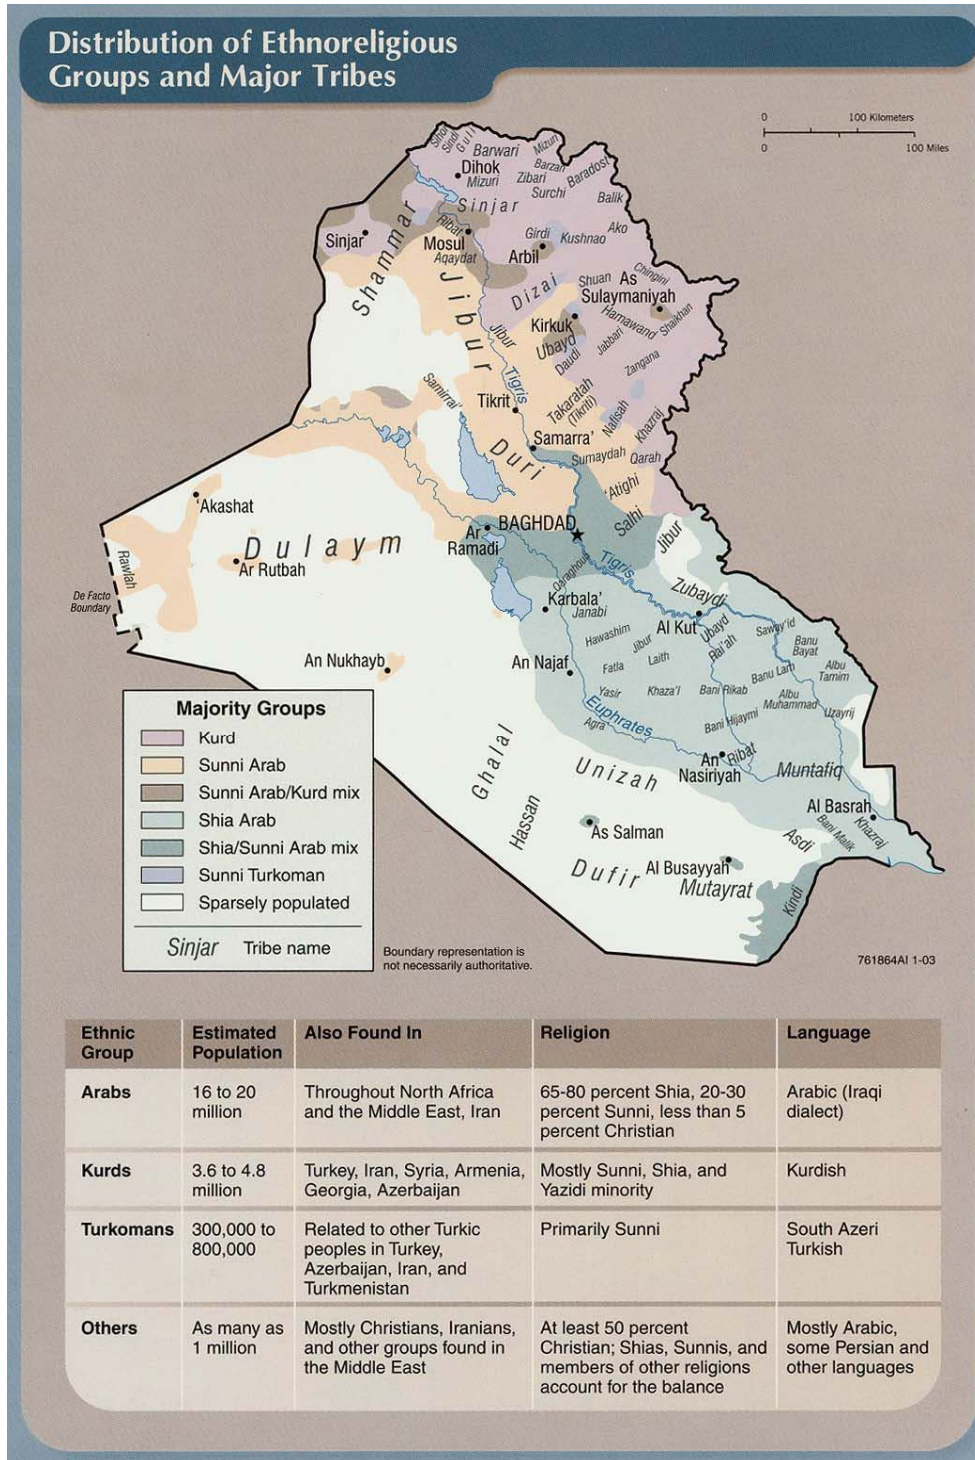 Distribution of Ethnoreligious
Groups and Major Tribes
0 100 Kilometers
0 100 Miles
Sindi
Guli
Barwari
Mizuri
Dihok
Mizuri
Barzan
Zibari
Surchi
Baradost
Balik
Sinjar
Ribat
Sinjar
Shammar
Mosul
Aqaydat
Girdi
Arbil
Kushnao
Ako
Jibur
Dizai
Shuan
As
Sulaymaniyah
Chingini
Kirkuk
Hamawand
Shaikhan
Jibur
Ubayd
Daudi
Jabbari
Zangana
Tigris
Samirrai'
Tikrit
Takaratah
(Tikriti)
Nafisah
Khazraj
Samarra'
Duri
Sumaydah
Qarah
'Atighi
'Akashat
Salhi
BAGHDAD
Ar
Ramadi
Jibur
Dulaym
Ar Rutbah
Rawlah
De Facto
Boundary
Qaraghoul
Tigris
Zubaydi
Karbala'
Janabi
Al Kut
Ubayd
Rai'ah
Sawgy'id
Banu
Bayat
Hawashim
Jibur
Laith
Fatla
Albu
Tamim
Banu Lam
An Nukhayb
An Najaf
Yasir
Khaza'l
Bani Rikab
Albu
Muhammad
Uzayrij
Euphrates
Agra
Bani Hijaymi
Ghalal
Unizah
An
Nasiriyah
Ribat
Muntafiq
Hassan
Al Basrah
As Salman
Asdi
Bani Malik
Khazraj
Dufir
Al Busayyah
Mutayrat
Kindi
Majority Groups
Kurd
Sunni Arab
Sunni Arab/Kurd mix
Shia Arab
Shia/Sunni Arab mix
Sunni Turkoman
Sparsely populated
Sinjar Tribe name
Boundary representation is
not necessarily authoritative.
761864AI 1-03
Ethnic
Group
Estimated
Population
Also Found In
Religion
Language
Arabs
16 to 20
million
Throughout North Africa
and the Middle East, Iran
65-80 percent Shia, 20-30
percent Sunni, less than 5
percent Christian
Arabic (Iraqi
dialect)
Kurds
3.6 to 4.8
million
Turkey, Iran, Syria, Armenia,
Georgia, Azerbaijan
Mostly Sunni, Shia, and
Yazidi minority
Kurdish
Turkomans
300,000 to
800,000
Related to other Turkic
peoples in Turkey,
Azerbaijan, Iran, and
Turkmenistan
Primarily Sunni
South Azeri
Turkish
Others
As many as
1 million
Mostly Christians, Iranians,
and other groups found in
the Middle East
At least 50 percent
Christian; Shias, Sunnis, and
members of other religions
account for the balance
Mostly Arabic,
some Persian and
other languages